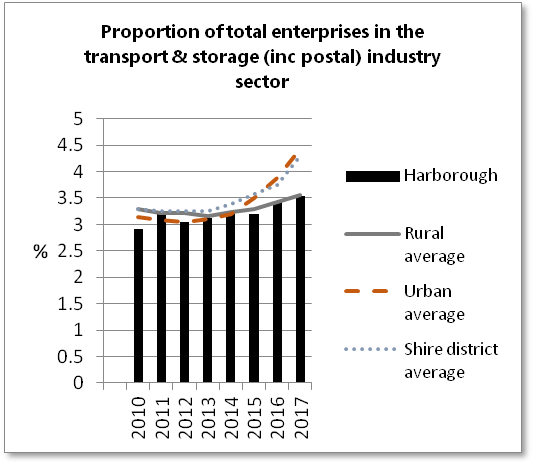 Proportion of total enterprises in the
transport & storage (inc postal) industry
sector
5
4.5
4
3.5
3
2.5
2
1.5
1
0.5
0
%
2010
2011
2012
2013
2014
2015
2016
2017
Harborough
Rural
average
Urban
average
Shire district
average